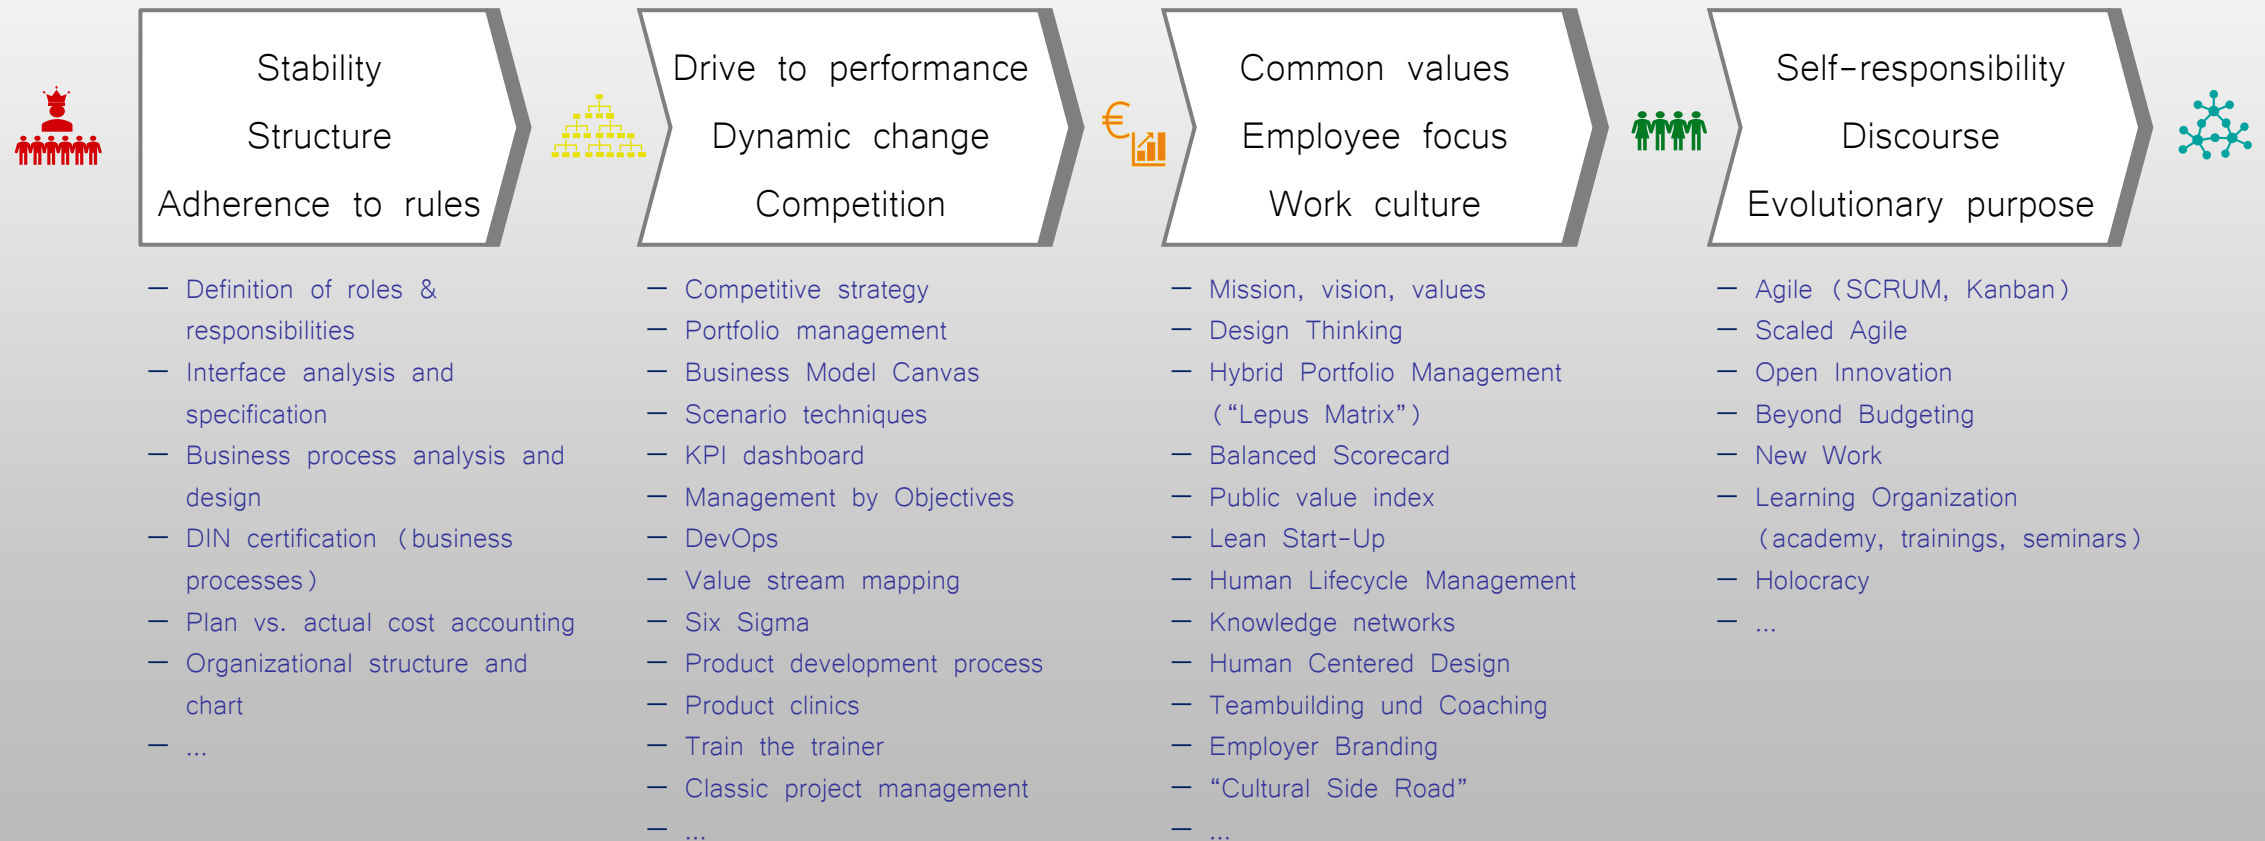 Stability
Structure
Adherence to rules
Drive to performance
Dynamic change
Competition
€
Common values
Employee focus
Work culture
Self-responsibility
Discourse
Evolutionary purpose
— Definition of roles &
responsibilities
— Interface analysis and
specification
— Business process analysis and
design
— DIN certification (business
processes)
— Plan vs. actual cost accounting
— Organizational structure and
chart
— ...
— Competitive strategy
— Portfolio management
— Business Model Canvas
— Scenario techniques
— KPI dashboard
— Management by Objectives
— DevOps
— Value stream mapping
— Six Sigma
— Product development process
— Product clinics
— Train the trainer
— Classic project management
— ...
— Mission, vision, values
— Design Thinking
— Hybrid Portfolio Management
(“Lepus Matrix”)
— Balanced Scorecard
— Public value index
— Lean Start-Up
— Human Lifecycle Management
— Knowledge networks
— Human Centered Design
— Teambuilding und Coaching
— Employer Branding
— “Cultural Side Road”
— ...
— Agile (SCRUM, Kanban)
— Scaled Agile
— Open Innovation
— Beyond Budgeting
— New Work
— Learning Organization
(academy, trainings, seminars)
— Holocracy
— ...